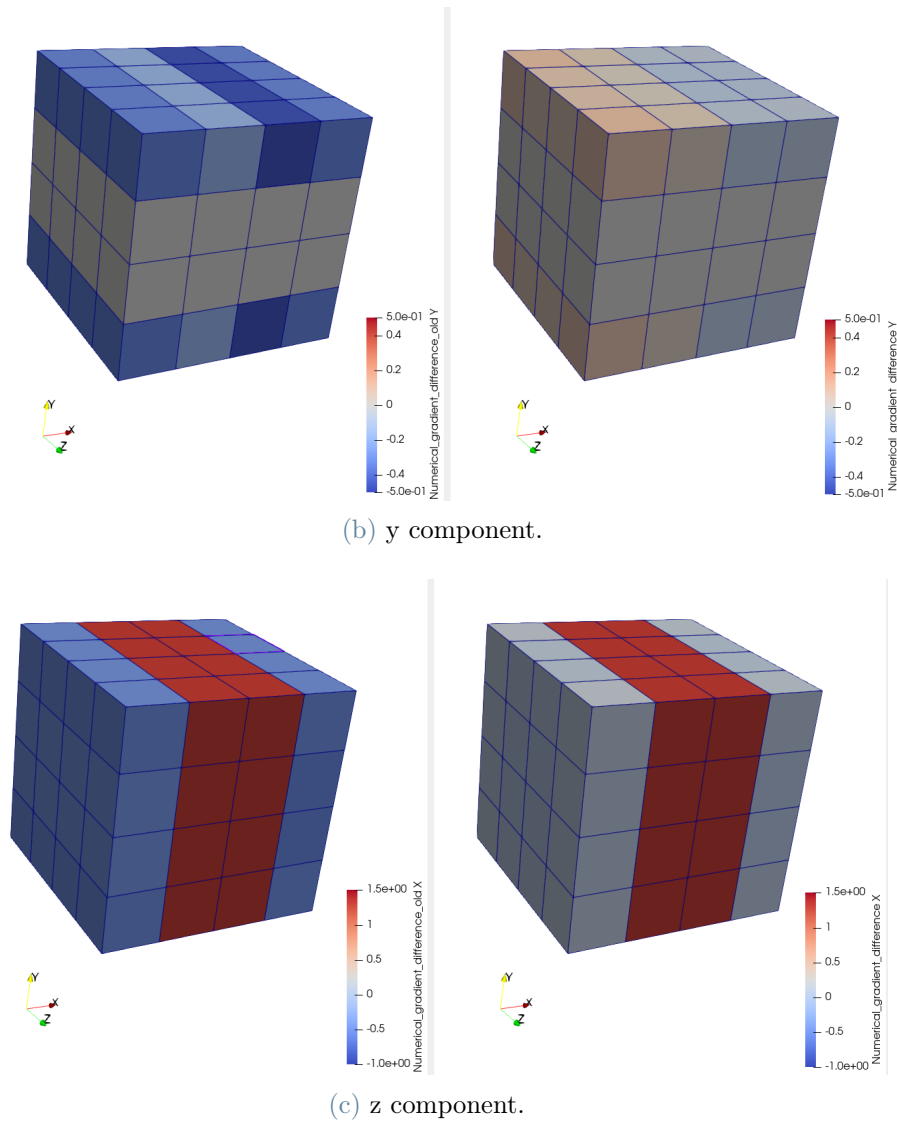 5.0e-01
0.4
0.2
0
-0.2
-0.4
-5.0e-01
Numerical_gradient_difference_old Y
Y
X
Z
5.0e-01
0.4
0.2
0
-0.2
-0.4
-5.0e-01
Numerical_gradient_difference Y
Y
X
Z
(b) y component.
1.5e+00
1
0.5
0
-0.5
-1.0e+00
Numerical_gradient_difference_old X
Y
X
Z
1.5e+00
1
0.5
0
-0.5
-1.0e+00
Numerical_gradient_difference X
Y
X
Z
(c) z component.